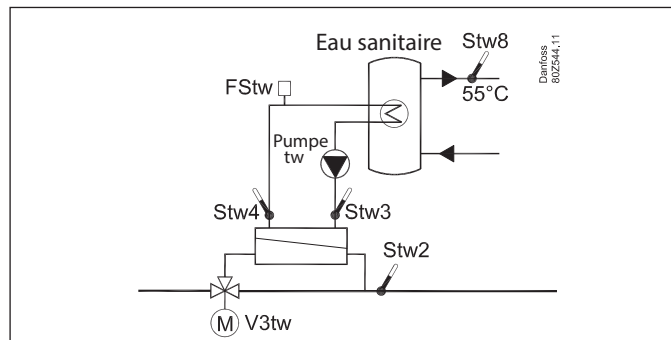 Eau sanitaire
Stw8
Danfoss
80Z544.11
FStw
55°C
Pumpe
tw
Stw4
Stw3
Stw2
M
V3tw